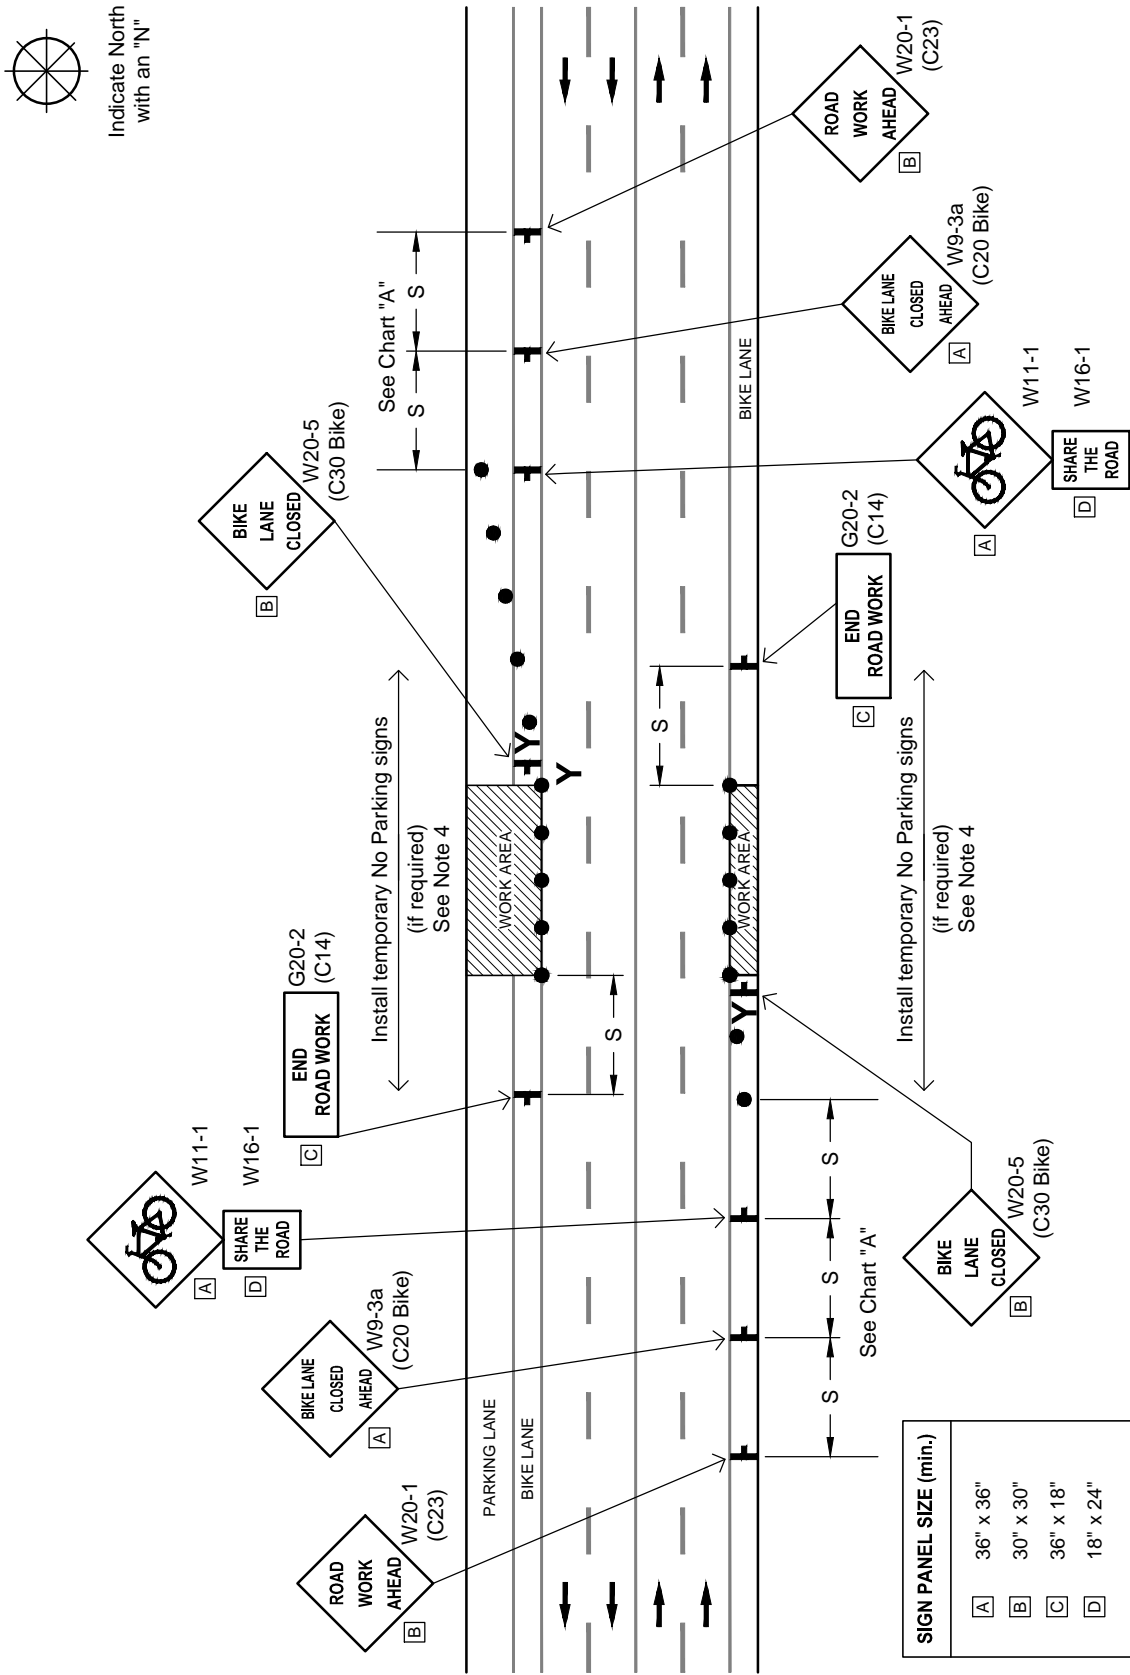 Indicate North
with an "N"
BIKE
LANE
CLOSED
B
W20-5
(C30 Bike)
See Chart "A"
S
S
W11-1
W16-1
SHARE
THE
ROAD
A
D
END
ROAD WORK
C
G20-2
(C14)
Install temporary No Parking signs
(if required)
See Note 4
BIKE LANE
CLOSED
AHEAD
A
W9-3a
(C20 Bike)
ROAD
WORK
AHEAD
B
W20-1
(C23)
PARKING LANE
BIKE LANE
WORK AREA
Y
Y
S
S
WORK AREA
Y
BIKE LANE
S
S
S
See Chart "A"
ROAD
WORK
AHEAD
B
W20-1
(C23)
BIKE LANE
CLOSED
AHEAD
A
W9-3a
(C20 Bike)
W11-1
W16-1
SHARE
THE
ROAD
A
D
END
ROAD WORK
C
G20-2
(C14)
Install temporary No Parking signs
(if required)
See Note 4
BIKE
LANE
CLOSED
B
W20-5
(C30 Bike)
SIGN PANEL SIZE (min.)
A 36" x 36"
B 30" x 30"
C 36" x 18"
D 18" x 24"